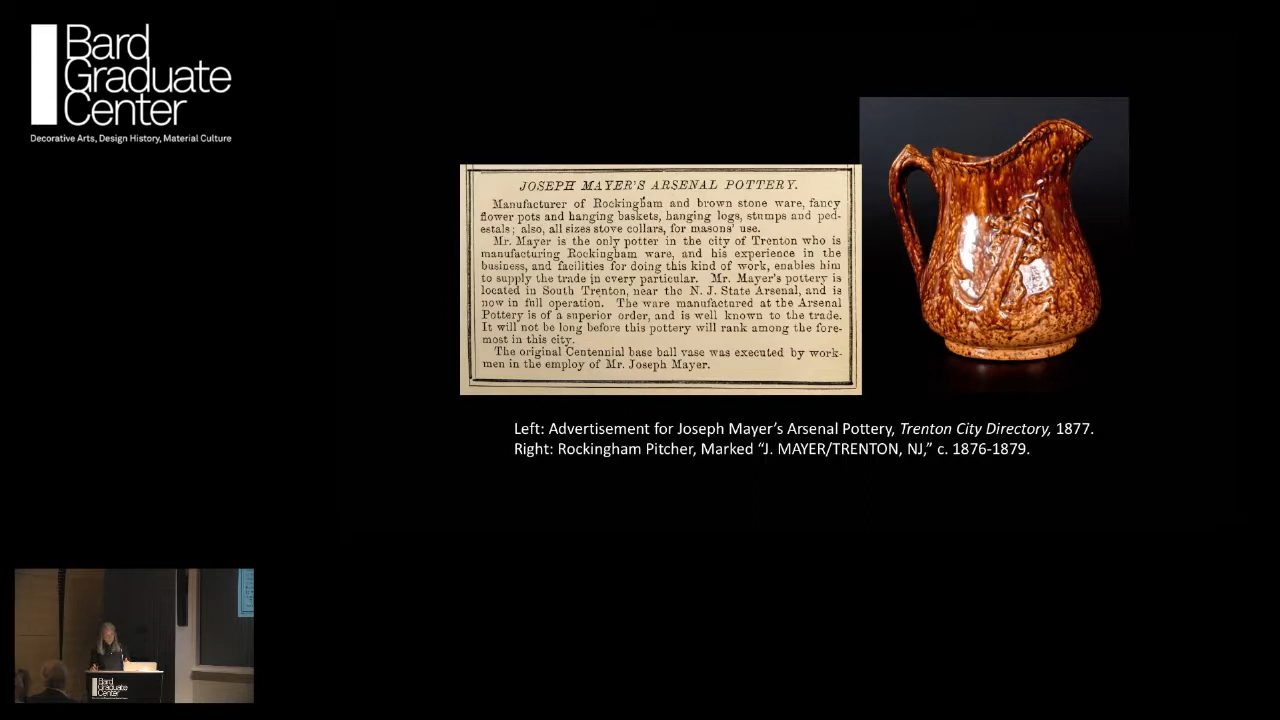 Bard
Graduate
Center
Decorative Arts, Design History, Material Culture
JOSEPH MAYER'S ARSENAL POTTERY.
Manufacturer of Rockingham and brown stone ware, fancy
flower pots and hanging baskets, hanging logs, stumps and ped-
estals; also, all sizes stove collars, for masons' use.
Mr. Mayer is the only potter in the city of Trenton who is
manufacturing Rockingham ware, and his experience in the
business, and facilities for doing this kind of work, enables him
to supply the trade in every particular. Mr. Mayer's pottery is
located in South Trenton, near the N. J. State Arsenal, and is
now in full operation. The ware manufactured at the Arsenal
Pottery is of a superior order, and is well known to the trade.
It will not be long before this pottery will rank among the fore-
most in this city.
The original Centennial base ball vase was executed by work-
men in the employ of Mr. Joseph Mayer.
Left: Advertisement for Joseph Mayer's Arsenal Pottery, Trenton City Directory, 1877.
Right: Rockingham Pitcher, Marked “J. MAYER/TRENTON, NJ,” c. 1876-1879.
Bard
Graduate
Center